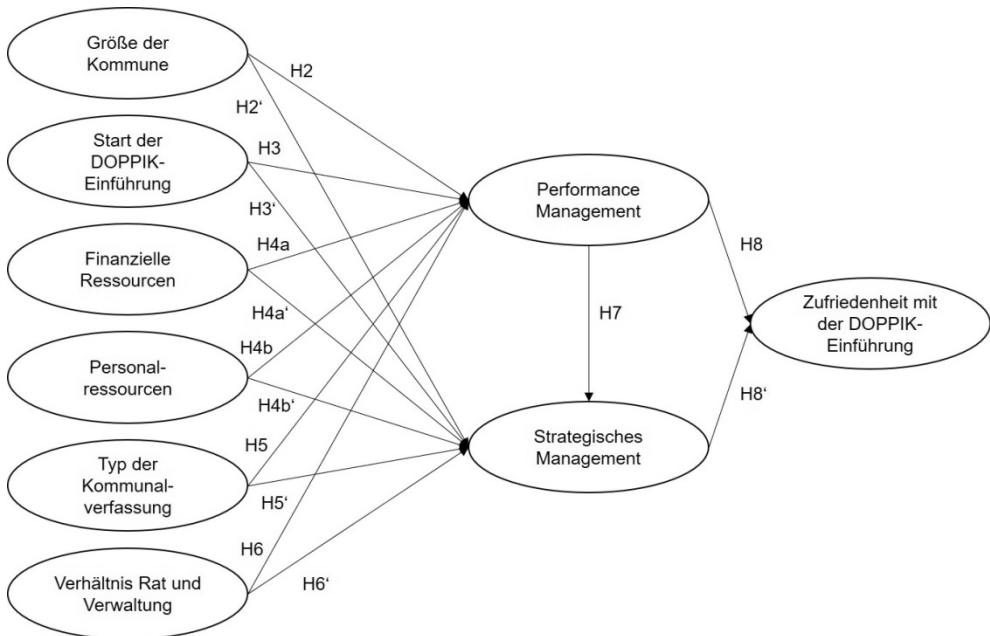 Größe der
Kommune
H2
H2‘
Start der
DOPPIK-
Einführung
H3
H3‘
Performance
Management
Finanzielle
Ressourcen
H4a
H4a‘
H8
H7
Zufriedenheit mit
der DOPPIK-
Einführung
Personal-
ressourcen
H4b
H4b‘
H8‘
Strategisches
Management
Typ der
Kommunal-
verfassung
H5
H5‘
Verhältnis Rat und
Verwaltung
H6
H6‘